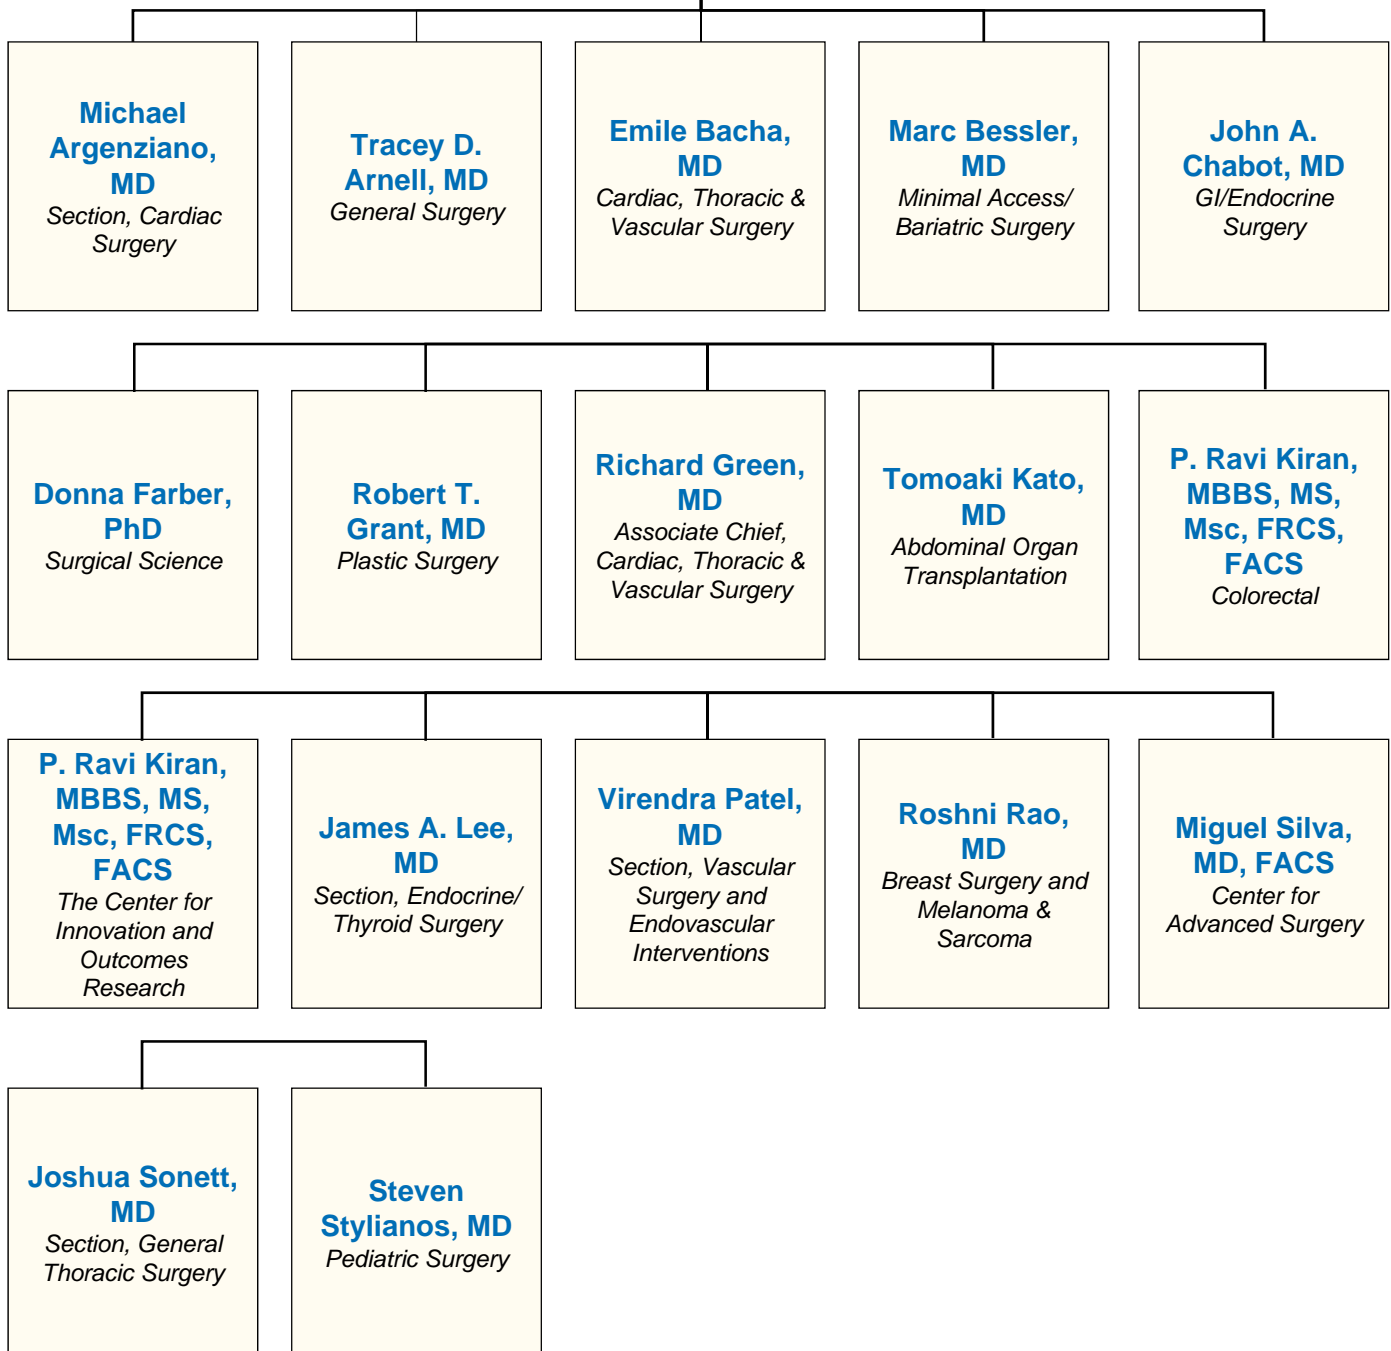 Michael
Argenziano,
MD
Section, Cardiac
Surgery
Tracey D.
Arnell, MD
General Surgery
Emile Bacha,
MD
Cardiac, Thoracic &
Vascular Surgery
Marc Bessler,
MD
Minimal Access/
Bariatric Surgery
John A.
Chabot, MD
GI/Endocrine
Surgery
Donna Farber,
PhD
Surgical Science
Robert T.
Grant, MD
Plastic Surgery
Richard Green,
MD
Associate Chief,
Cardiac, Thoracic &
Vascular Surgery
Tomoaki Kato,
MD
Abdominal Organ
Transplantation
P. Ravi Kiran,
MBBS, MS,
Msc, FRCS,
FACS
Colorectal
P. Ravi Kiran,
MBBS, MS,
Msc, FRCS,
FACS
The Center for
Innovation and
Outcomes
Research
James A. Lee,
MD
Section, Endocrine/
Thyroid Surgery
Virendra Patel,
MD
Section, Vascular
Surgery and
Endovascular
Interventions
Roshni Rao,
MD
Breast Surgery and
Melanoma &
Sarcoma
Miguel Silva,
MD, FACS
Center for
Advanced Surgery
Joshua Sonett,
MD
Section, General
Thoracic Surgery
Steven
Stylianos, MD
Pediatric Surgery